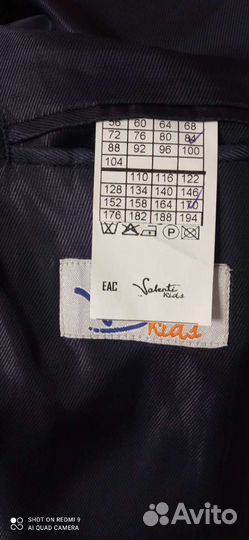 56 60 64 68
72 76 80 84
88 92 96 100
104
110 116 122
128 134 140 146
152 158 164 170
176 182 188 194
P
EAC Valenti
Kids
Kids
SHOT ON REDMI 9
AI QUAD CAMERA
Avito